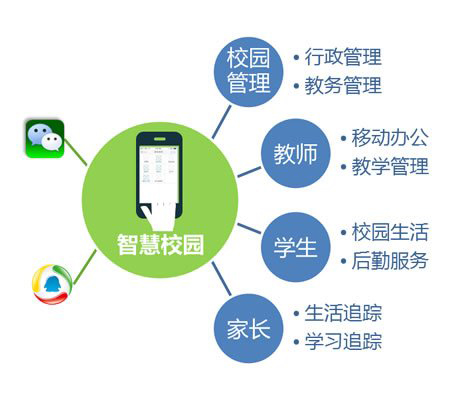 校园
管理
• 行政管理
• 教务管理
教师
• 移动办公
• 教学管理
智慧校园
学生
• 校园生活
• 后勤服务
家长
• 生活追踪
• 学习追踪